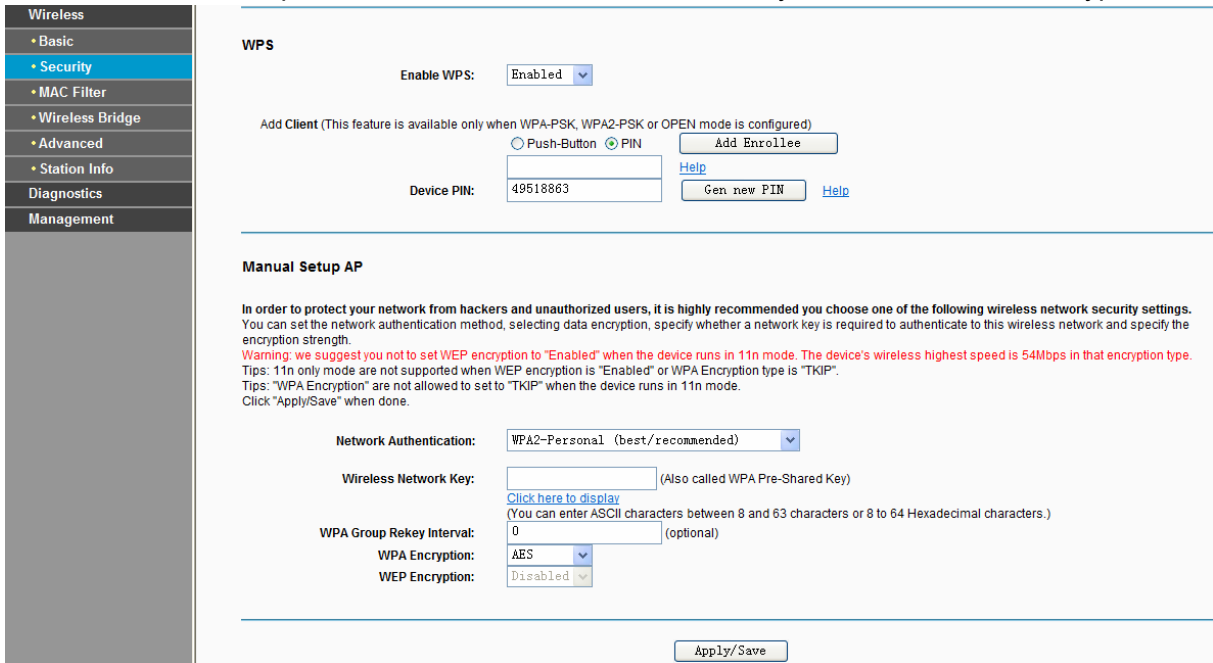 Wireless
• Basic
• Security
• MAC Filter
• Wireless Bridge
• Advanced
• Station Info
Diagnostics
Management
WPS
Enable WPS: Enabled
Add Client (This feature is available only when WPA-PSK, WPA2-PSK or OPEN mode is configured)
Push-Button PIN Add Enrollee
Help
Device PIN: 49518863 Gen new PIN Help
Manual Setup AP
In order to protect your network from hackers and unauthorized users, it is highly recommended you choose one of the following wireless network security settings.
You can set the network authentication method, selecting data encryption, specify whether a network key is required to authenticate to this wireless network and specify the
encryption strength.
Warning: we suggest you not to set WEP encryption to "Enabled" when the device runs in 11n mode. The device's wireless highest speed is 54Mbps in that encryption type.
Tips: 11n only mode are not supported when WEP encryption is "Enabled" or WPA Encryption type is "TKIP".
Tips: "WPA Encryption" are not allowed to set to "TKIP" when the device runs in 11n mode.
Click "Apply/Save" when done.
Network Authentication: WPA2-Personal (best/recommended)
Wireless Network Key: (Also called WPA Pre-Shared Key)
Click here to display
(You can enter ASCII characters between 8 and 63 characters or 8 to 64 Hexadecimal characters.)
WPA Group Rekey Interval: 0 (optional)
WPA Encryption: AES
WEP Encryption: Disabled
Apply/Save